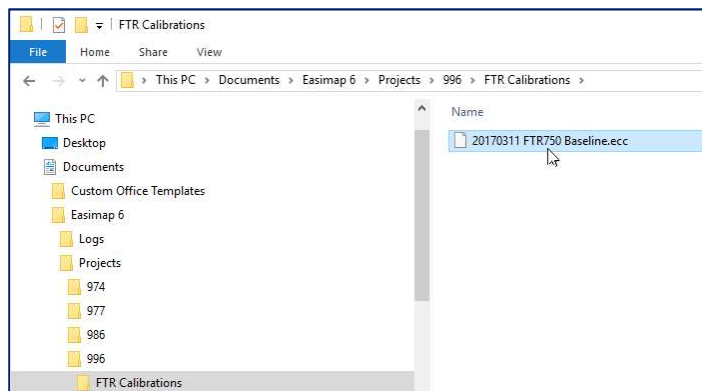 FTR Calibrations
File Home Share View
This PC > Documents > Easimap 6 > Projects > 996 > FTR Calibrations >
This PC
Desktop
Documents
Custom Office Templates
Easimap 6
Logs
Projects
974
977
986
996
FTR Calibrations
Name
20170311 FTR750 Baseline.ecc